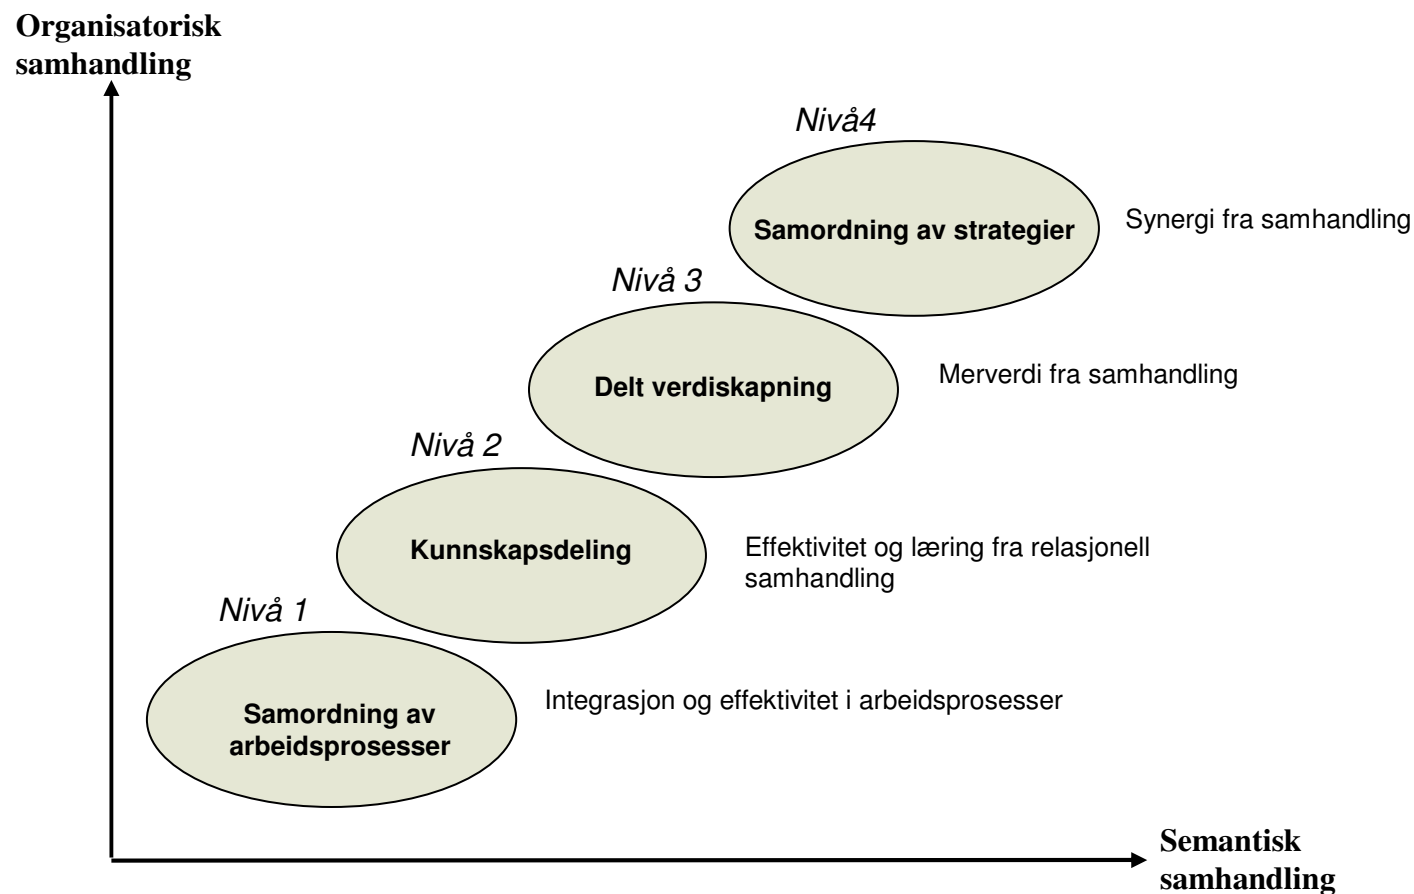 Organisatorisk
samhandling
Nivå4
Samordning av strategier
Synergi fra samhandling
Nivå 3
Delt verdiskapning
Merverdi fra samhandling
Nivå 2
Kunnskapsdeling
Effektivitet og læring fra relasjonell
samhandling
Nivå 1
Samordning av
arbeidsprosesser
Integrasjon og effektivitet i arbeidsprosesser
Semantisk
samhandling